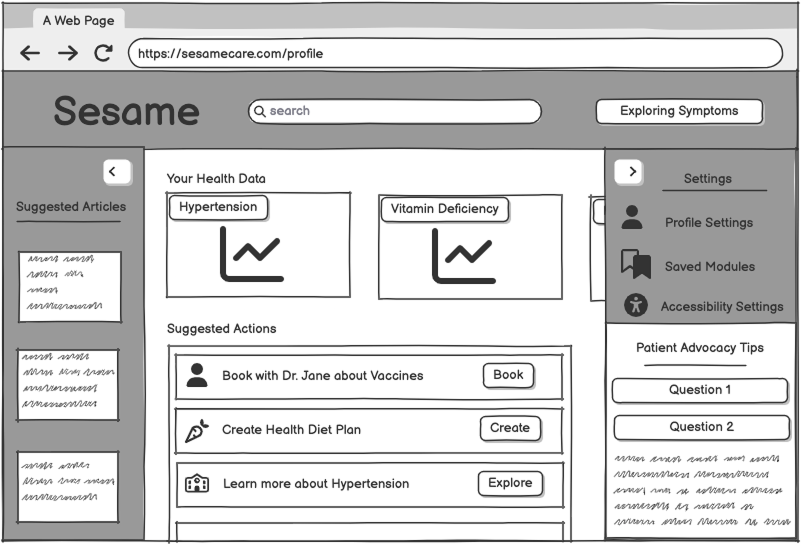 A Web Page
https://sesamecare.com/profile
Sesame
search
Exploring Symptoms
Suggested Articles
Your Health Data
Hypertension
Vitamin Deficiency
Suggested Actions
Book with Dr. Jane about Vaccines
Book
Create Health Diet Plan
Create
Learn more about Hypertension
Explore
Settings
Profile Settings
Saved Modules
Accessibility Settings
Patient Advocacy Tips
Question 1
Question 2